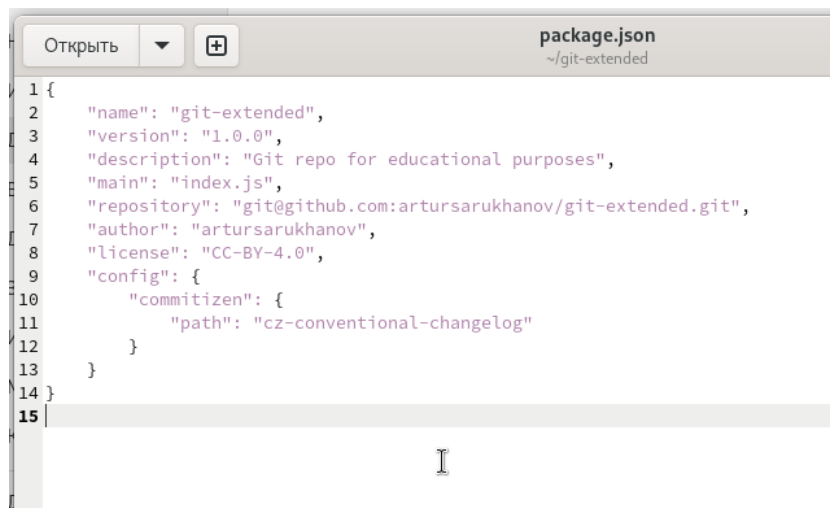 Открыть
package.json
~/git-extended
1 {
2     "name": "git-extended",
3     "version": "1.0.0",
4     "description": "Git repo for educational purposes",
5     "main": "index.js",
6     "repository": "git@github.com:artursarukhanov/git-extended.git",
7     "author": "artursarukhanov",
8     "license": "CC-BY-4.0",
9     "config": {
10         "commitizen": {
11             "path": "cz-conventional-changelog"
12         }
13     }
14 }
15